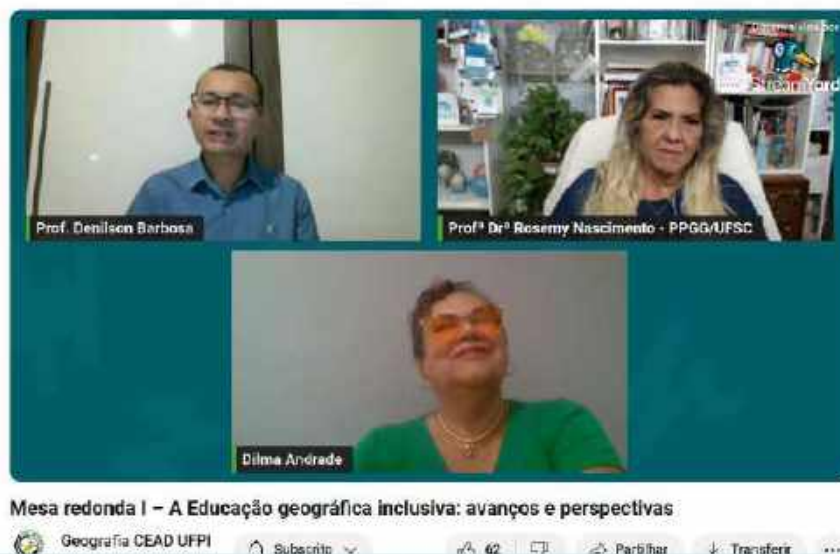 StreamYard
Prof. Denilson Barbosa
Profª Drª Rosemy Nascimento - PPGG/UFSC
Dilma Andrade
Mesa redonda I – A Educação geográfica inclusiva: avanços e perspectivas
Geografia CEAD UFPI
Subscrito
62
Partilhar
Transferir